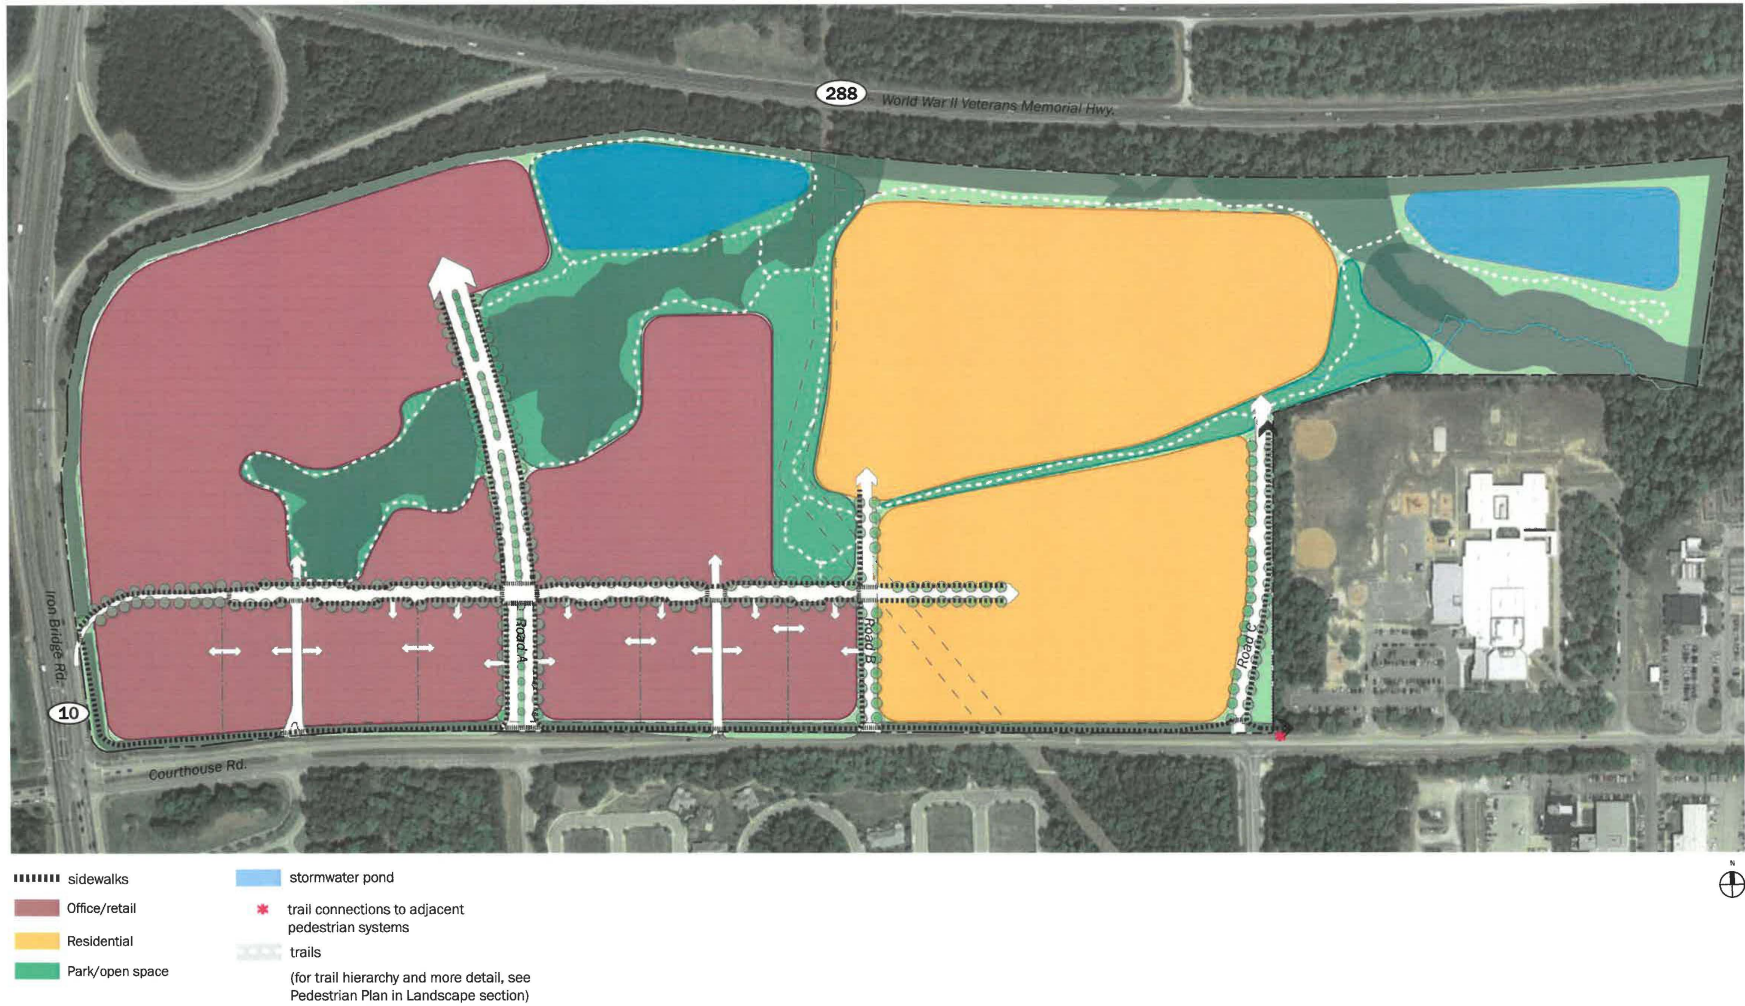 288
World War II Veterans Memorial Hwy.
Iron Bridge Rd.
Road A
Road B
Road C
10
Courthouse Rd.
sidewalks
Office/retail
Residential
Park/open space
stormwater pond
trail connections to adjacent
pedestrian systems
trails
(for trail hierarchy and more detail, see
Pedestrian Plan in Landscape section)
N